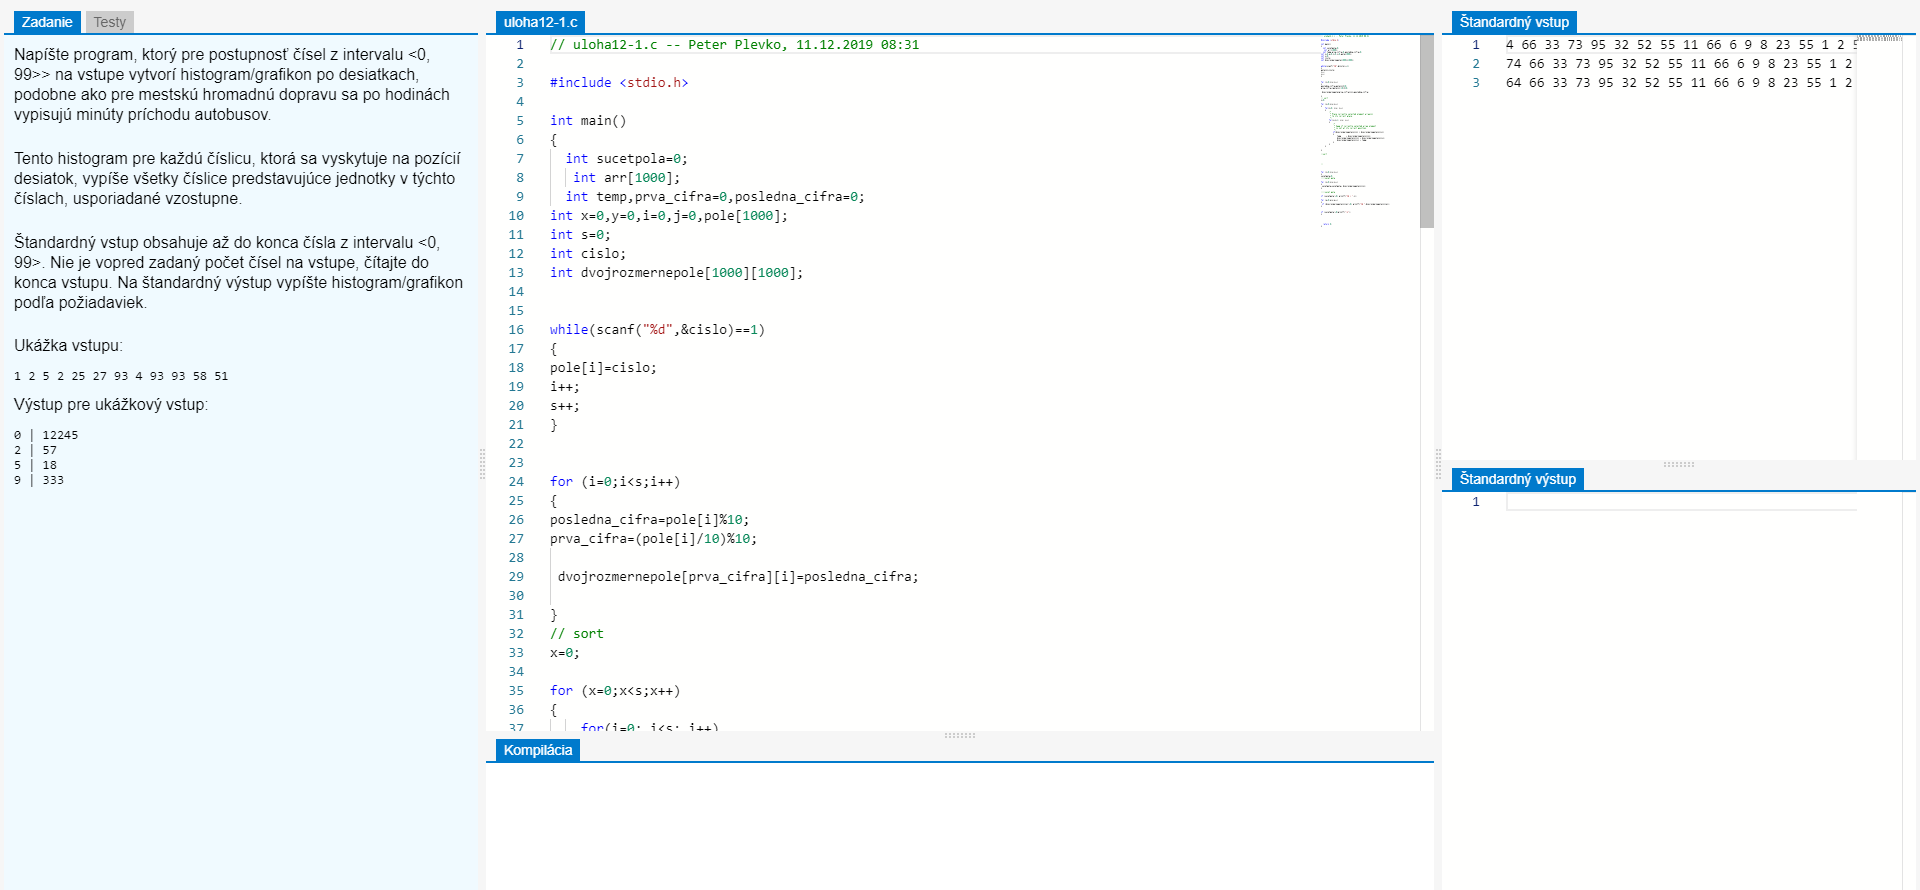 Zadanie
Testy
Napíšte program, ktorý pre postupnosť čísel z intervalu <0,
99>> na vstupe vytvorí histogram/grafikon po desiatkach,
podobne ako pre mestskú hromadnú dopravu sa po hodinách
vypisujú minúty príchodu autobusov.
Tento histogram pre každú číslicu, ktorá sa vyskytuje na pozícií
desiatok, vypíše všetky číslice predstavujúce jednotky v týchto
číslach, usporiadané vzostupne.
Štandardný vstup obsahuje až do konca čísla z intervalu <0,
99>. Nie je vopred zadaný počet čísel na vstupe, čítajte do
konca vstupu. Na štandardný výstup vypíšte histogram/grafikon
podľa požiadaviek.
Ukážka vstupu:
1 2 5 2 25 27 93 4 93 93 58 51
Výstup pre ukážkový vstup:
0 | 12245
2 | 57
5 | 18
9 | 333
uloha12-1.c
1 // uloha12-1.c -- Peter Plevko, 11.12.2019 08:31
2
3 #include <stdio.h>
4
5 int main()
6 {
7 int sucetpola=0;
8 int arr[1000];
9 int temp,prva_cifra=0,posledna_cifra=0;
10 int x=0,y=0,i=0,j=0,pole[1000];
11 int s=0;
12 int cislo;
13 int dvojrozmernepole[1000][1000];
14
15
16 while(scanf("%d",&cislo)==1)
17 {
18 pole[i]=cislo;
19 i++;
20 s++;
21 }
22
23
24 for (i=0;i<s;i++)
25 {
26 posledna_cifra=pole[i]%10;
27 prva_cifra=(pole[i]/10)%10;
28
29 dvojrozmernepole[prva_cifra][i]=posledna_cifra;
30
31 }
32 // sort
33 x=0;
34
35 for (x=0;x<s;x++)
36 {
37 for(i=0; i<s; i++)
Kompilácia
Štandardný vstup
1 4 66 33 73 95 32 52 55 11 66 6 9 8 23 55 1 2 5
2 74 66 33 73 95 32 52 55 11 66 6 9 8 23 55 1 2
3 64 66 33 73 95 32 52 55 11 66 6 9 8 23 55 1 2
Štandardný výstup
1